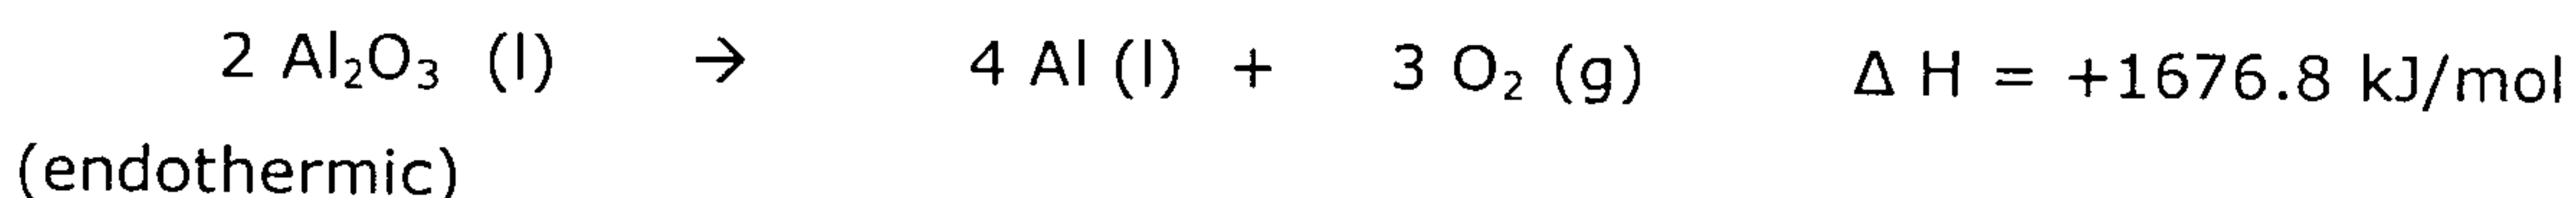 2 Al₂O₃ (l) → 4 Al (l) + 3 O₂ (g) Δ H = +1676.8 kJ/mol
(endothermic)